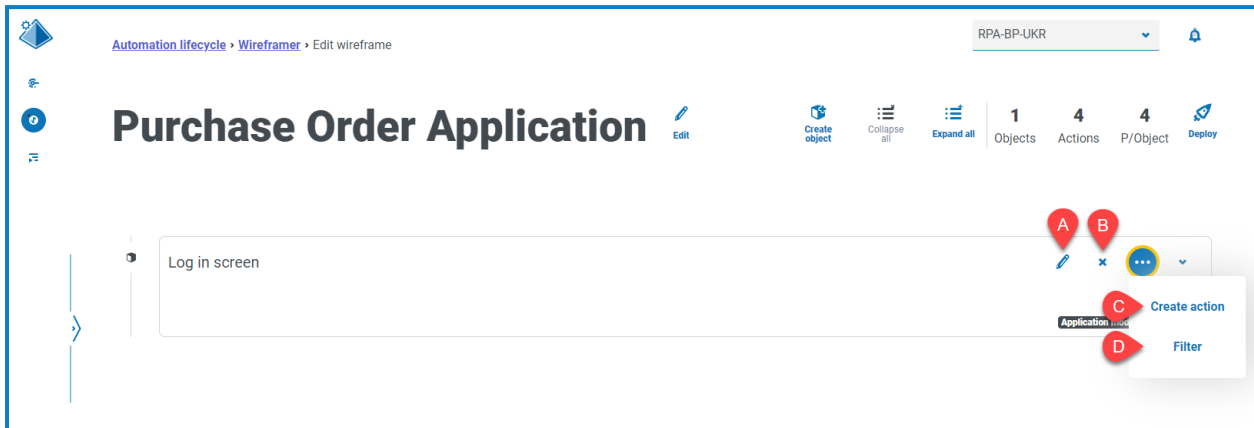 Automation lifecycle › Wireframer › Edit wireframe
RPA-BP-UKR
Purchase Order Application
Edit
Create
object
Collapse
all
Expand all
1
Objects
4
Actions
4
P/Object
Deploy
A
B
Log in screen
C
Create action
Application
D
Filter